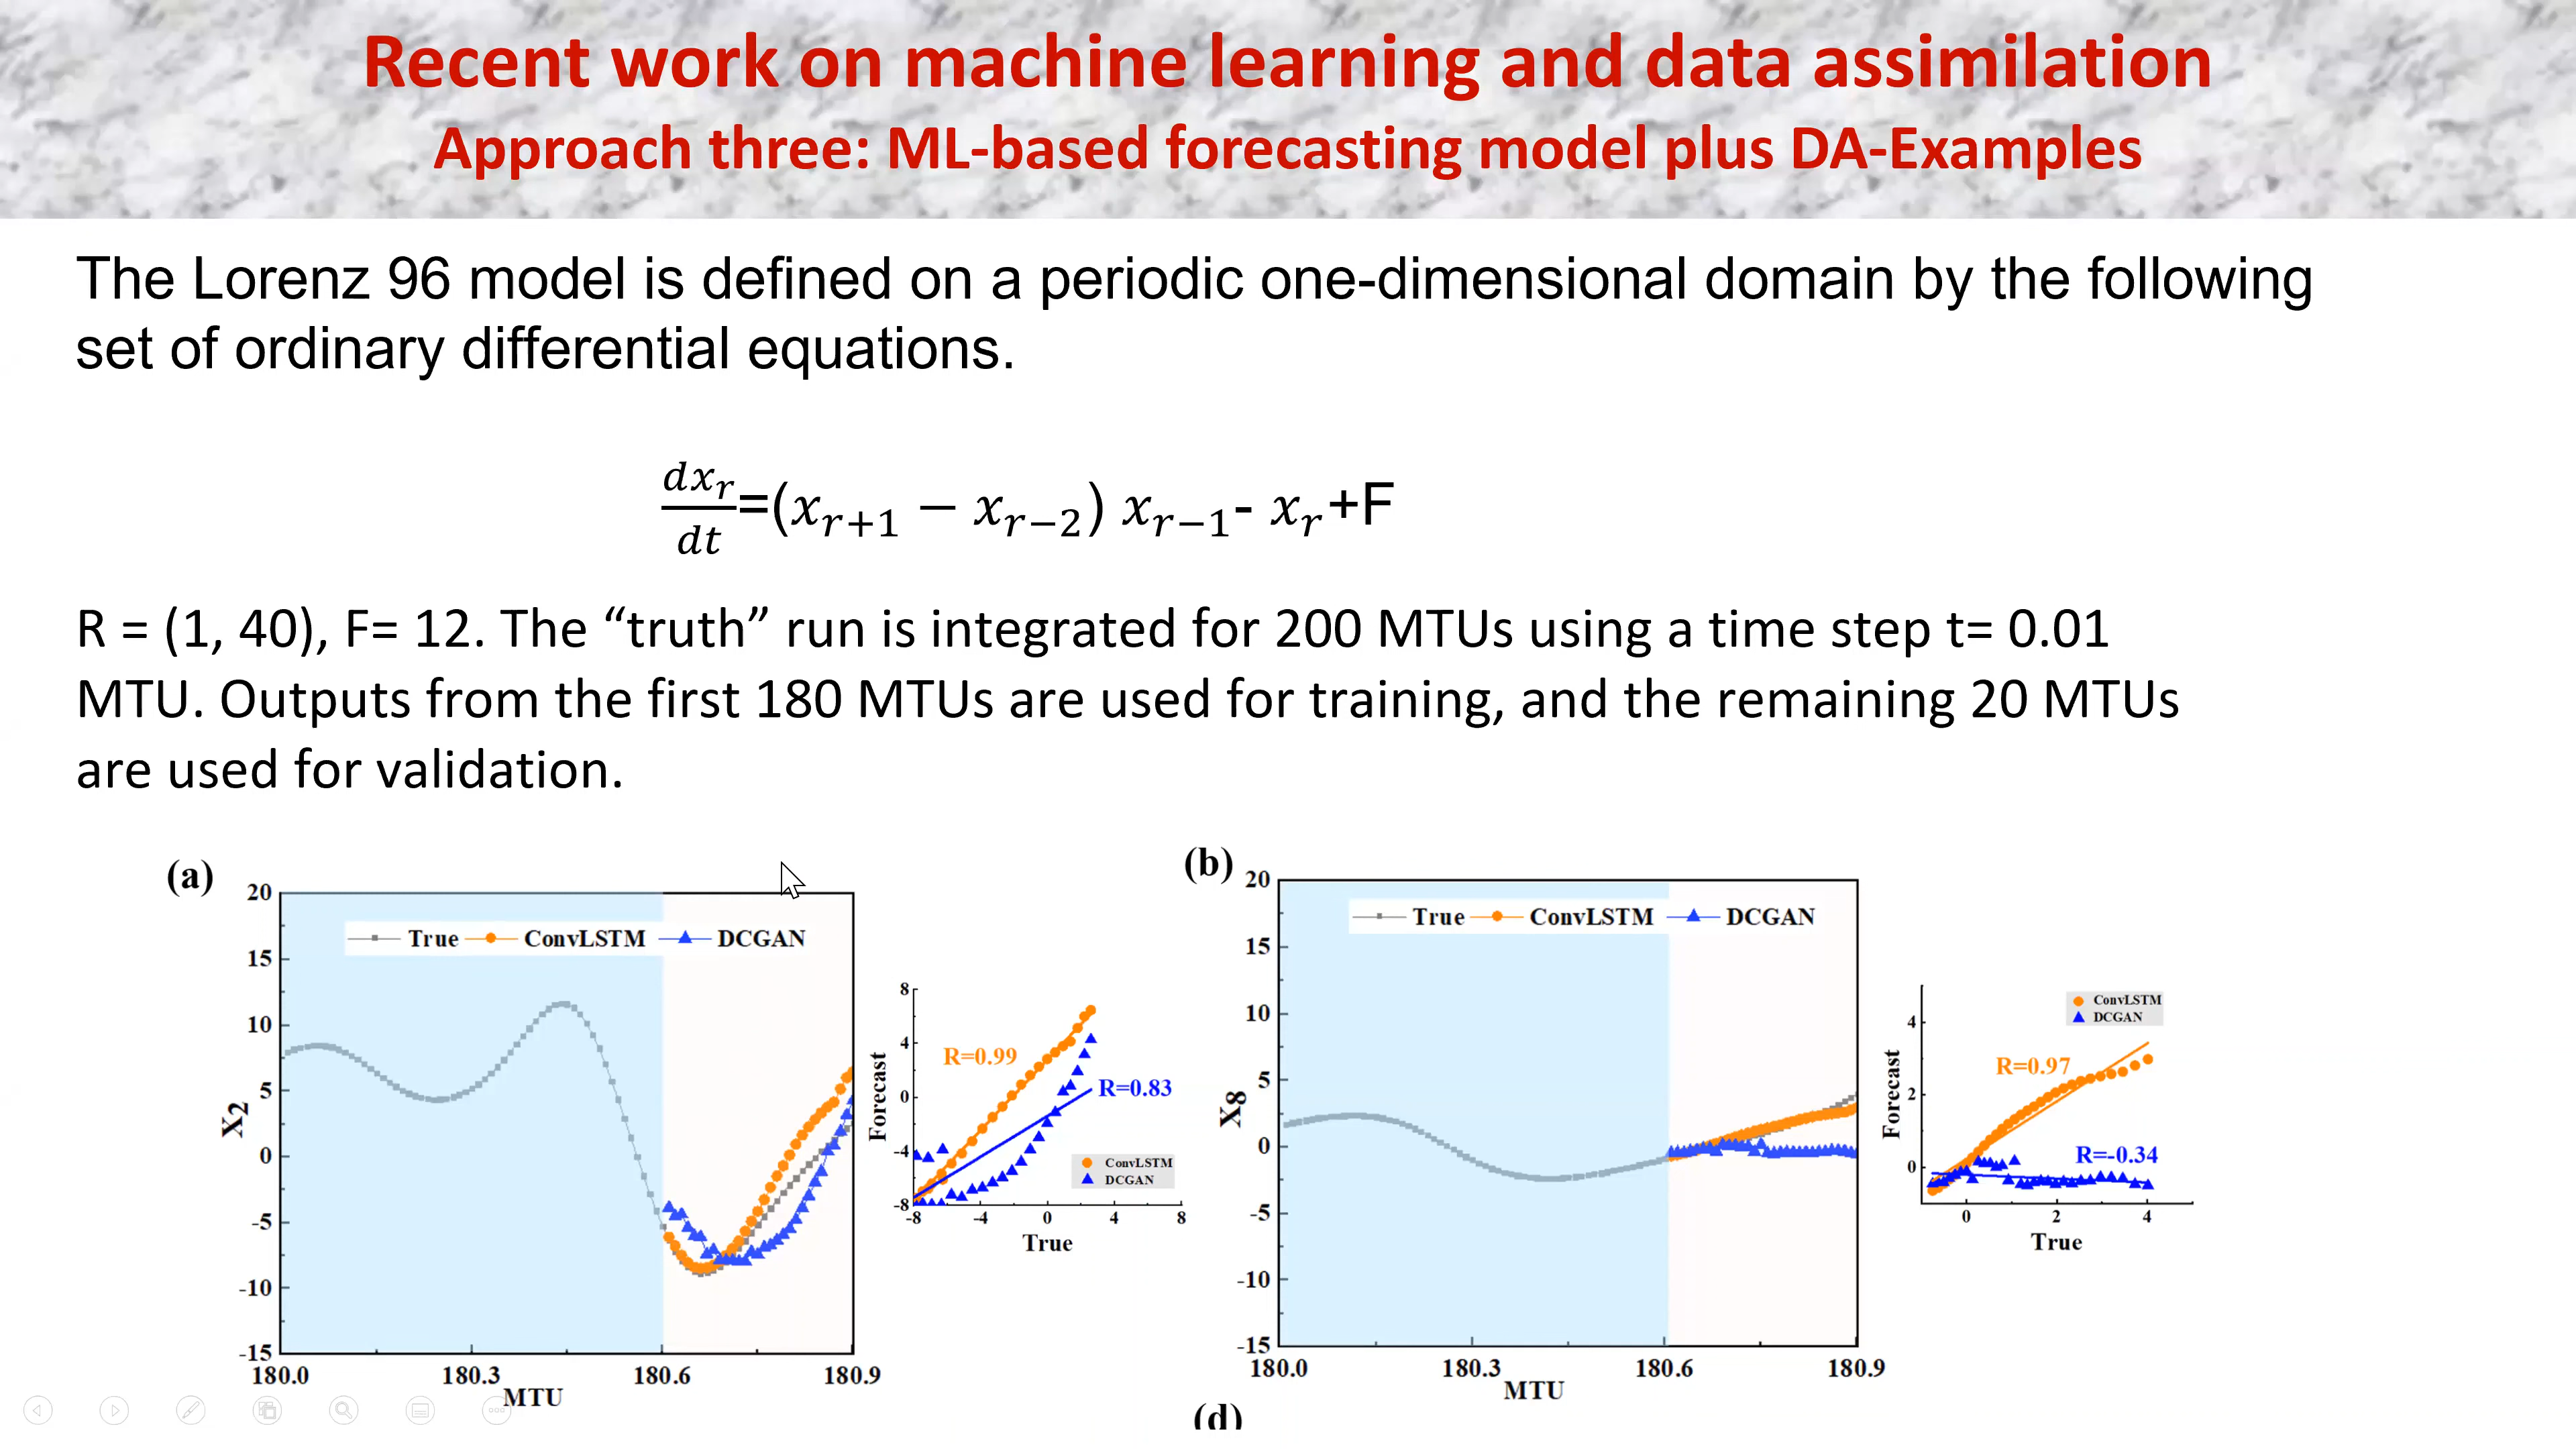 Recent work on machine learning and data assimilation
Approach three: ML-based forecasting model plus DA-Examples
The Lorenz 96 model is defined on a periodic one-dimensional domain by the following
set of ordinary differential equations.
dx_r/dt=(x_{r+1} − x_{r−2}) x_{r−1}- x_r+F
R = (1, 40), F= 12. The “truth” run is integrated for 200 MTUs using a time step t= 0.01
MTU. Outputs from the first 180 MTUs are used for training, and the remaining 20 MTUs
are used for validation.
(a)
20
15
10
5
0
-5
-10
-15
X2
True ConvLSTM DCGAN
180.0 180.3 180.6 180.9
MTU
8
4
0
-4
-8
Forecast
R=0.99
R=0.83
ConvLSTM
DCGAN
-8 -4 0 4 8
True
(b)
20
15
10
5
0
-5
-10
-15
X8
True ConvLSTM DCGAN
180.0 180.3 180.6 180.9
MTU
4
2
0
Forecast
ConvLSTM
DCGAN
R=0.97
R=-0.34
0 2 4
True
(d)